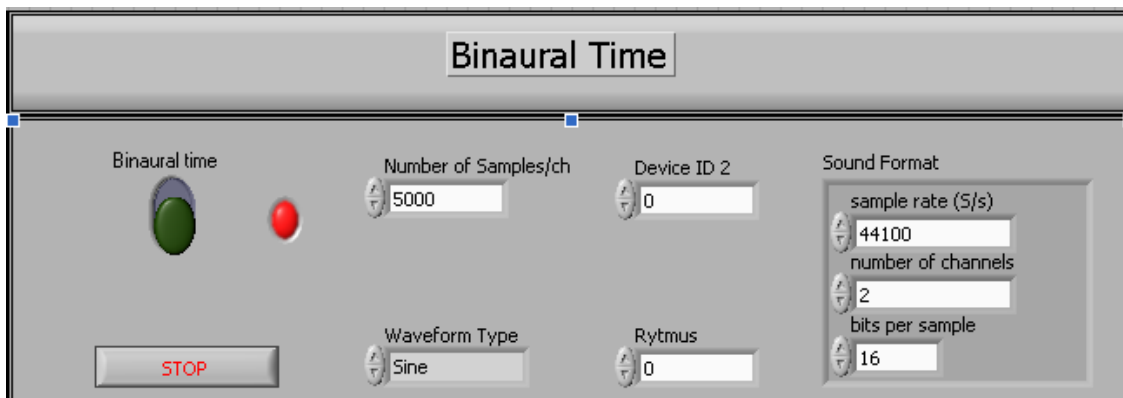 Binaural Time
Binaural time
Number of Samples/ch
5000
Device ID 2
0
Sound Format
sample rate (S/s)
44100
number of channels
2
bits per sample
16
STOP
Waveform Type
Sine
Rytmus
0